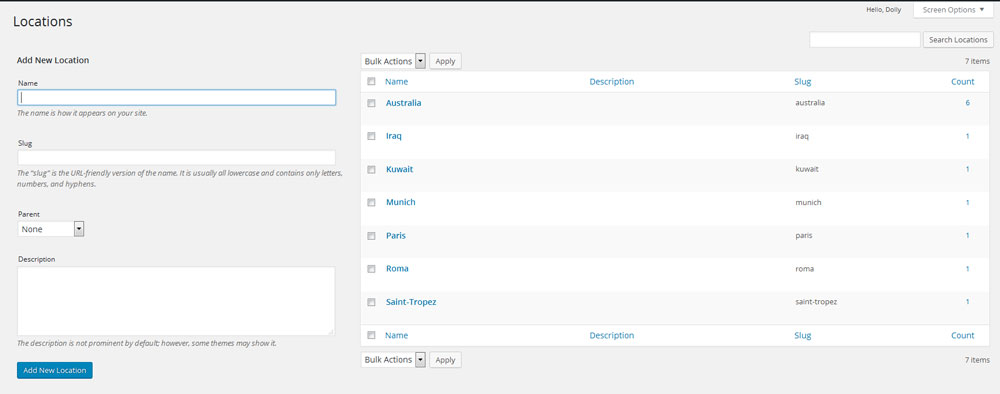 Hello, Dolly
Screen Options
Locations
Search Locations
Add New Location
Name
The name is how it appears on your site.
Slug
The "slug" is the URL-friendly version of the name. It is usually all lowercase and contains only letters,
numbers, and hyphens.
Parent
None
Description
The description is not prominent by default; however, some themes may show it.
Add New Location
Bulk Actions Apply 7 items
Name Description Slug Count
Australia australia 6
Iraq iraq 1
Kuwait kuwait 1
Munich munich 1
Paris paris 1
Roma roma 1
Saint-Tropez saint-tropez 1
Name Description Slug Count
Bulk Actions Apply 7 items